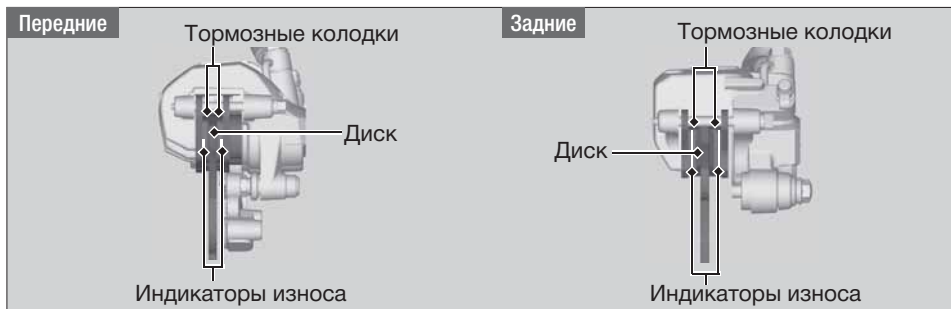 Передние
Тормозные колодки
Диск
Индикаторы износа
Задние
Тормозные колодки
Диск
Индикаторы износа